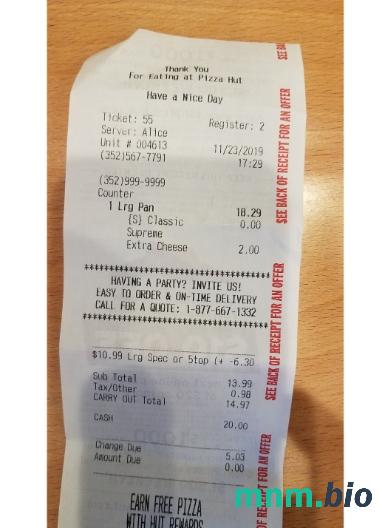 Thank You
For Eating at Pizza Hut
Have a Nice Day
Ticket: 55 Register: 2
Server: Alice
Unit # 004613 11/23/2019
(352)567-7791 17:29
(352)999-9999
Counter
1 Lrg Pan 18.29
{S} Classic 0.00
Supreme
Extra Cheese 2.00
************************************
HAVING A PARTY? INVITE US!
EASY TO ORDER & ON-TIME DELIVERY
CALL FOR A QUOTE: 1-877-667-1332
************************************
$10.99 Lrg Spec or 5top (+ -6.30
Sub Total 13.99
Tax/Other 0.98
CARRY OUT Total 14.97
CASH 20.00
Change Due 5.03
Amount Due 0.00
EARN FREE PIZZA
WITH HUT REWARDS
SEE BACK OF RECEIPT FOR AN OFFER
SEE BACK OF RECEIPT FOR AN OFFER
OF RECEIPT FOR AN OFFER
mnm.bio